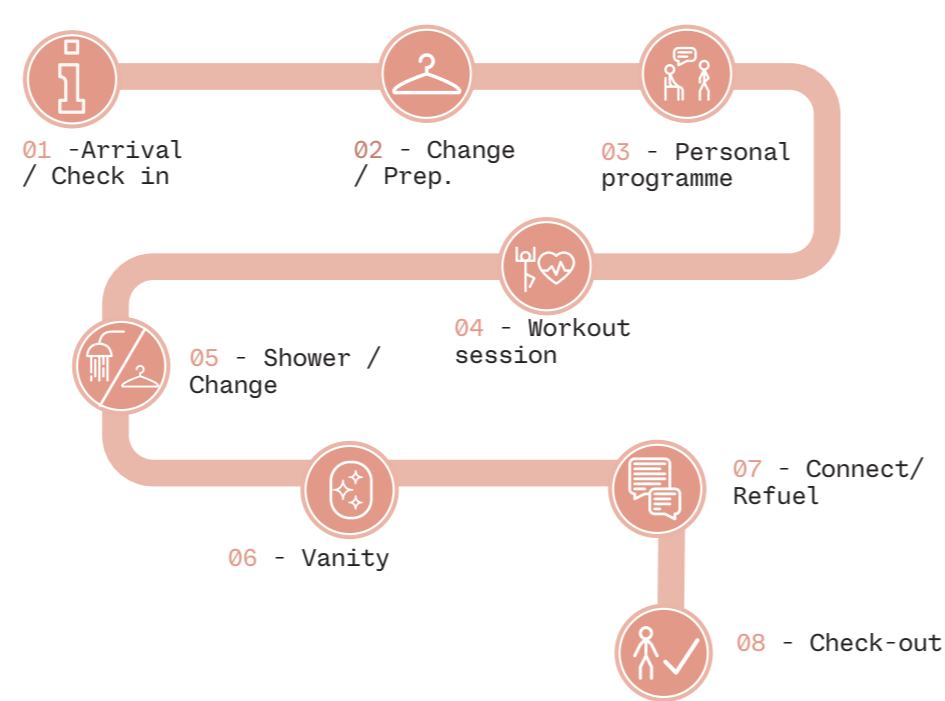 01 -Arrival
/ Check in
02 - Change
/ Prep.
03 - Personal
programme
04 - Workout
session
05 - Shower /
Change
06 - Vanity
07 - Connect/
Refuel
08 - Check-out